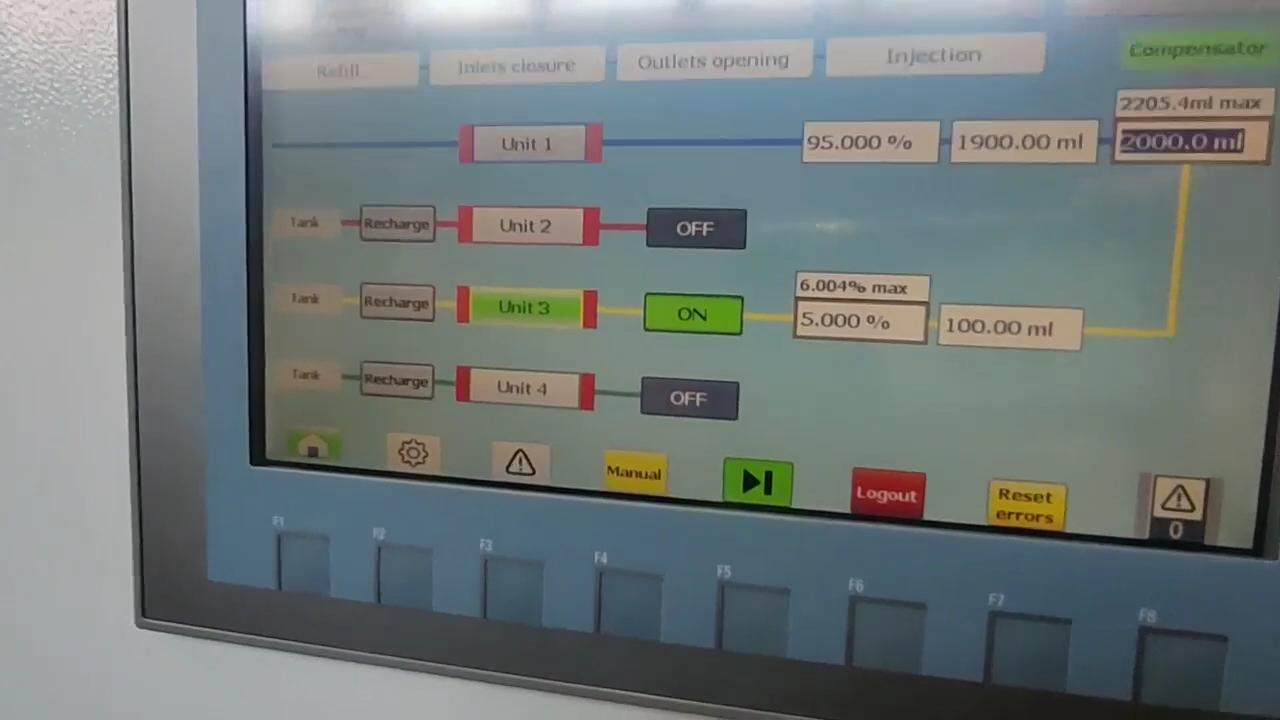 Refill
Inlets closure
Outlets opening
Injection
Compensator
2205.4ml max
Unit 1
95.000 %
1900.00 ml
2000.0 ml
Tank
Recharge
Unit 2
OFF
6.004% max
Tank
Recharge
Unit 3
ON
5.000 %
100.00 ml
Tank
Recharge
Unit 4
OFF
Manual
Logout
Reset
errors
0
F1
F2
F3
F4
F5
F6
F7
F8